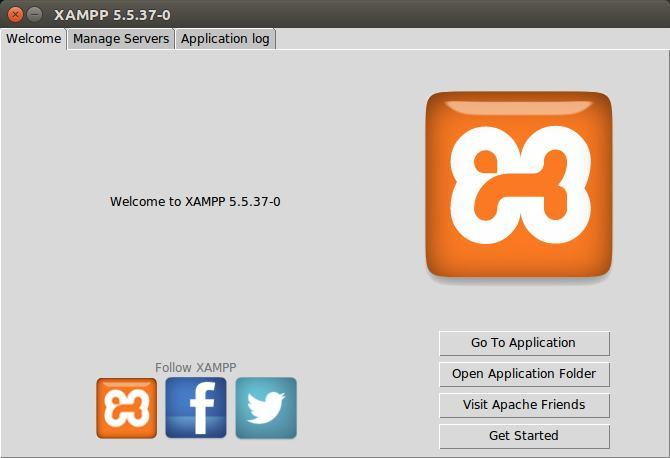 XAMPP 5.5.37-0
Welcome Manage Servers Application log
Welcome to XAMPP 5.5.37-0
Go To Application
Open Application Folder
Visit Apache Friends
Get Started
Follow XAMPP